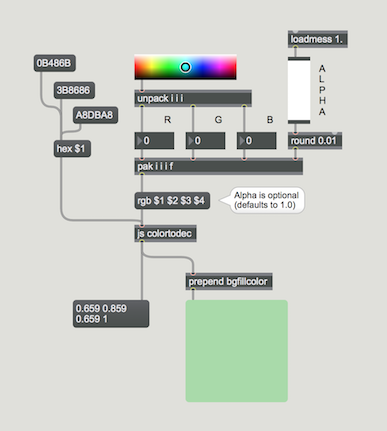 loadmess 1.
0B486B
3B8686
A8DBA8
hex $1
unpack i i i
R
G
B
A
L
P
H
A
0
0
0
round 0.01
pak i i i f
rgb $1 $2 $3 $4
Alpha is optional
(defaults to 1.0)
js colortodec
prepend bgfillcolor
0.659 0.859
0.659 1